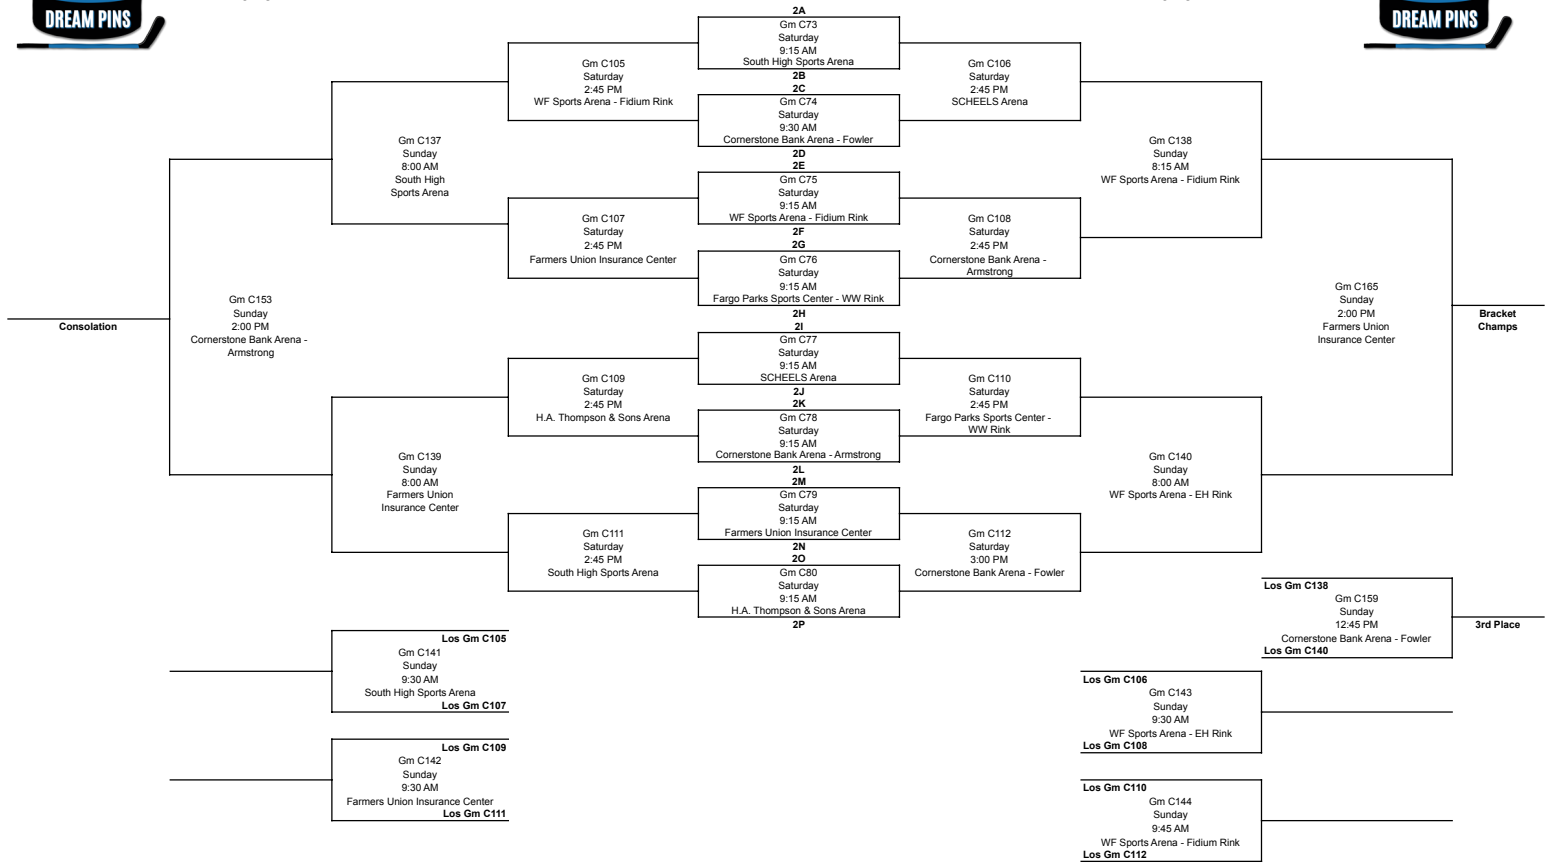 DREAM PINS
DREAM PINS
2A
Gm C73
Saturday
9:15 AM
South High Sports Arena
2B
2C
Gm C74
Saturday
9:30 AM
Cornerstone Bank Arena - Fowler
2D
2E
Gm C75
Saturday
9:15 AM
WF Sports Arena - Fidium Rink
2F
2G
Gm C76
Saturday
9:15 AM
Fargo Parks Sports Center - WW Rink
2H
2I
Gm C77
Saturday
9:15 AM
SCHEELS Arena
2J
2K
Gm C78
Saturday
9:15 AM
Cornerstone Bank Arena - Armstrong
2L
2M
Gm C79
Saturday
9:15 AM
Farmers Union Insurance Center
2N
2O
Gm C80
Saturday
9:15 AM
H.A. Thompson & Sons Arena
2P
Gm C105
Saturday
2:45 PM
WF Sports Arena - Fidium Rink
Gm C107
Saturday
2:45 PM
Farmers Union Insurance Center
Gm C109
Saturday
2:45 PM
H.A. Thompson & Sons Arena
Gm C111
Saturday
2:45 PM
South High Sports Arena
Gm C137
Sunday
8:00 AM
South High
Sports Arena
Gm C139
Sunday
8:00 AM
Farmers Union
Insurance Center
Gm C153
Sunday
2:00 PM
Cornerstone Bank Arena -
Armstrong
Consolation
Los Gm C105
Gm C141
Sunday
9:30 AM
South High Sports Arena
Los Gm C107
Los Gm C109
Gm C142
Sunday
9:30 AM
Farmers Union Insurance Center
Los Gm C111
Gm C106
Saturday
2:45 PM
SCHEELS Arena
Gm C108
Saturday
2:45 PM
Cornerstone Bank Arena -
Armstrong
Gm C110
Saturday
2:45 PM
Fargo Parks Sports Center -
WW Rink
Gm C112
Saturday
3:00 PM
Cornerstone Bank Arena - Fowler
Gm C138
Sunday
8:15 AM
WF Sports Arena - Fidium Rink
Gm C140
Sunday
8:00 AM
WF Sports Arena - EH Rink
Gm C165
Sunday
2:00 PM
Farmers Union
Insurance Center
Bracket
Champs
Los Gm C138
Gm C159
Sunday
12:45 PM
Cornerstone Bank Arena - Fowler
Los Gm C140
3rd Place
Los Gm C106
Gm C143
Sunday
9:30 AM
WF Sports Arena - EH Rink
Los Gm C108
Los Gm C110
Gm C144
Sunday
9:45 AM
WF Sports Arena - Fidium Rink
Los Gm C112